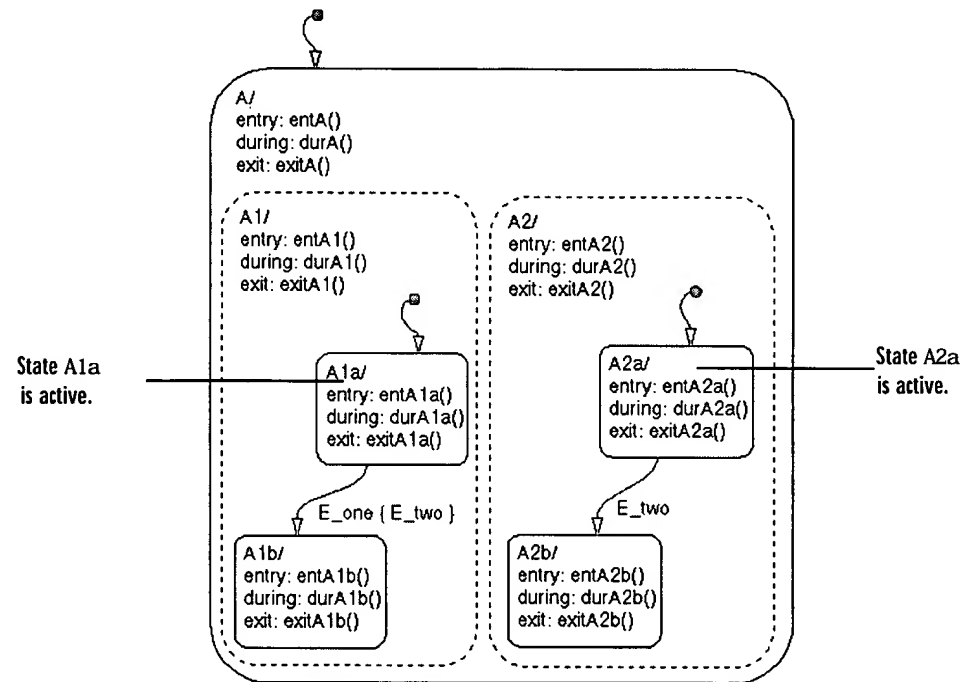 A/
entry: entA()
during: durA()
exit: exitA()
A1/
entry: entA1()
during: durA1()
exit: exitA1()
A2/
entry: entA2()
during: durA2()
exit: exitA2()
State A1a
is active.
A1a/
entry: entA1a()
during: durA1a()
exit: exitA1a()
A2a/
entry: entA2a()
during: durA2a()
exit: exitA2a()
State A2a
is active.
E_one { E_two }
E_two
A1b/
entry: entA1b()
during: durA1b()
exit: exitA1b()
A2b/
entry: entA2b()
during: durA2b()
exit: exitA2b()